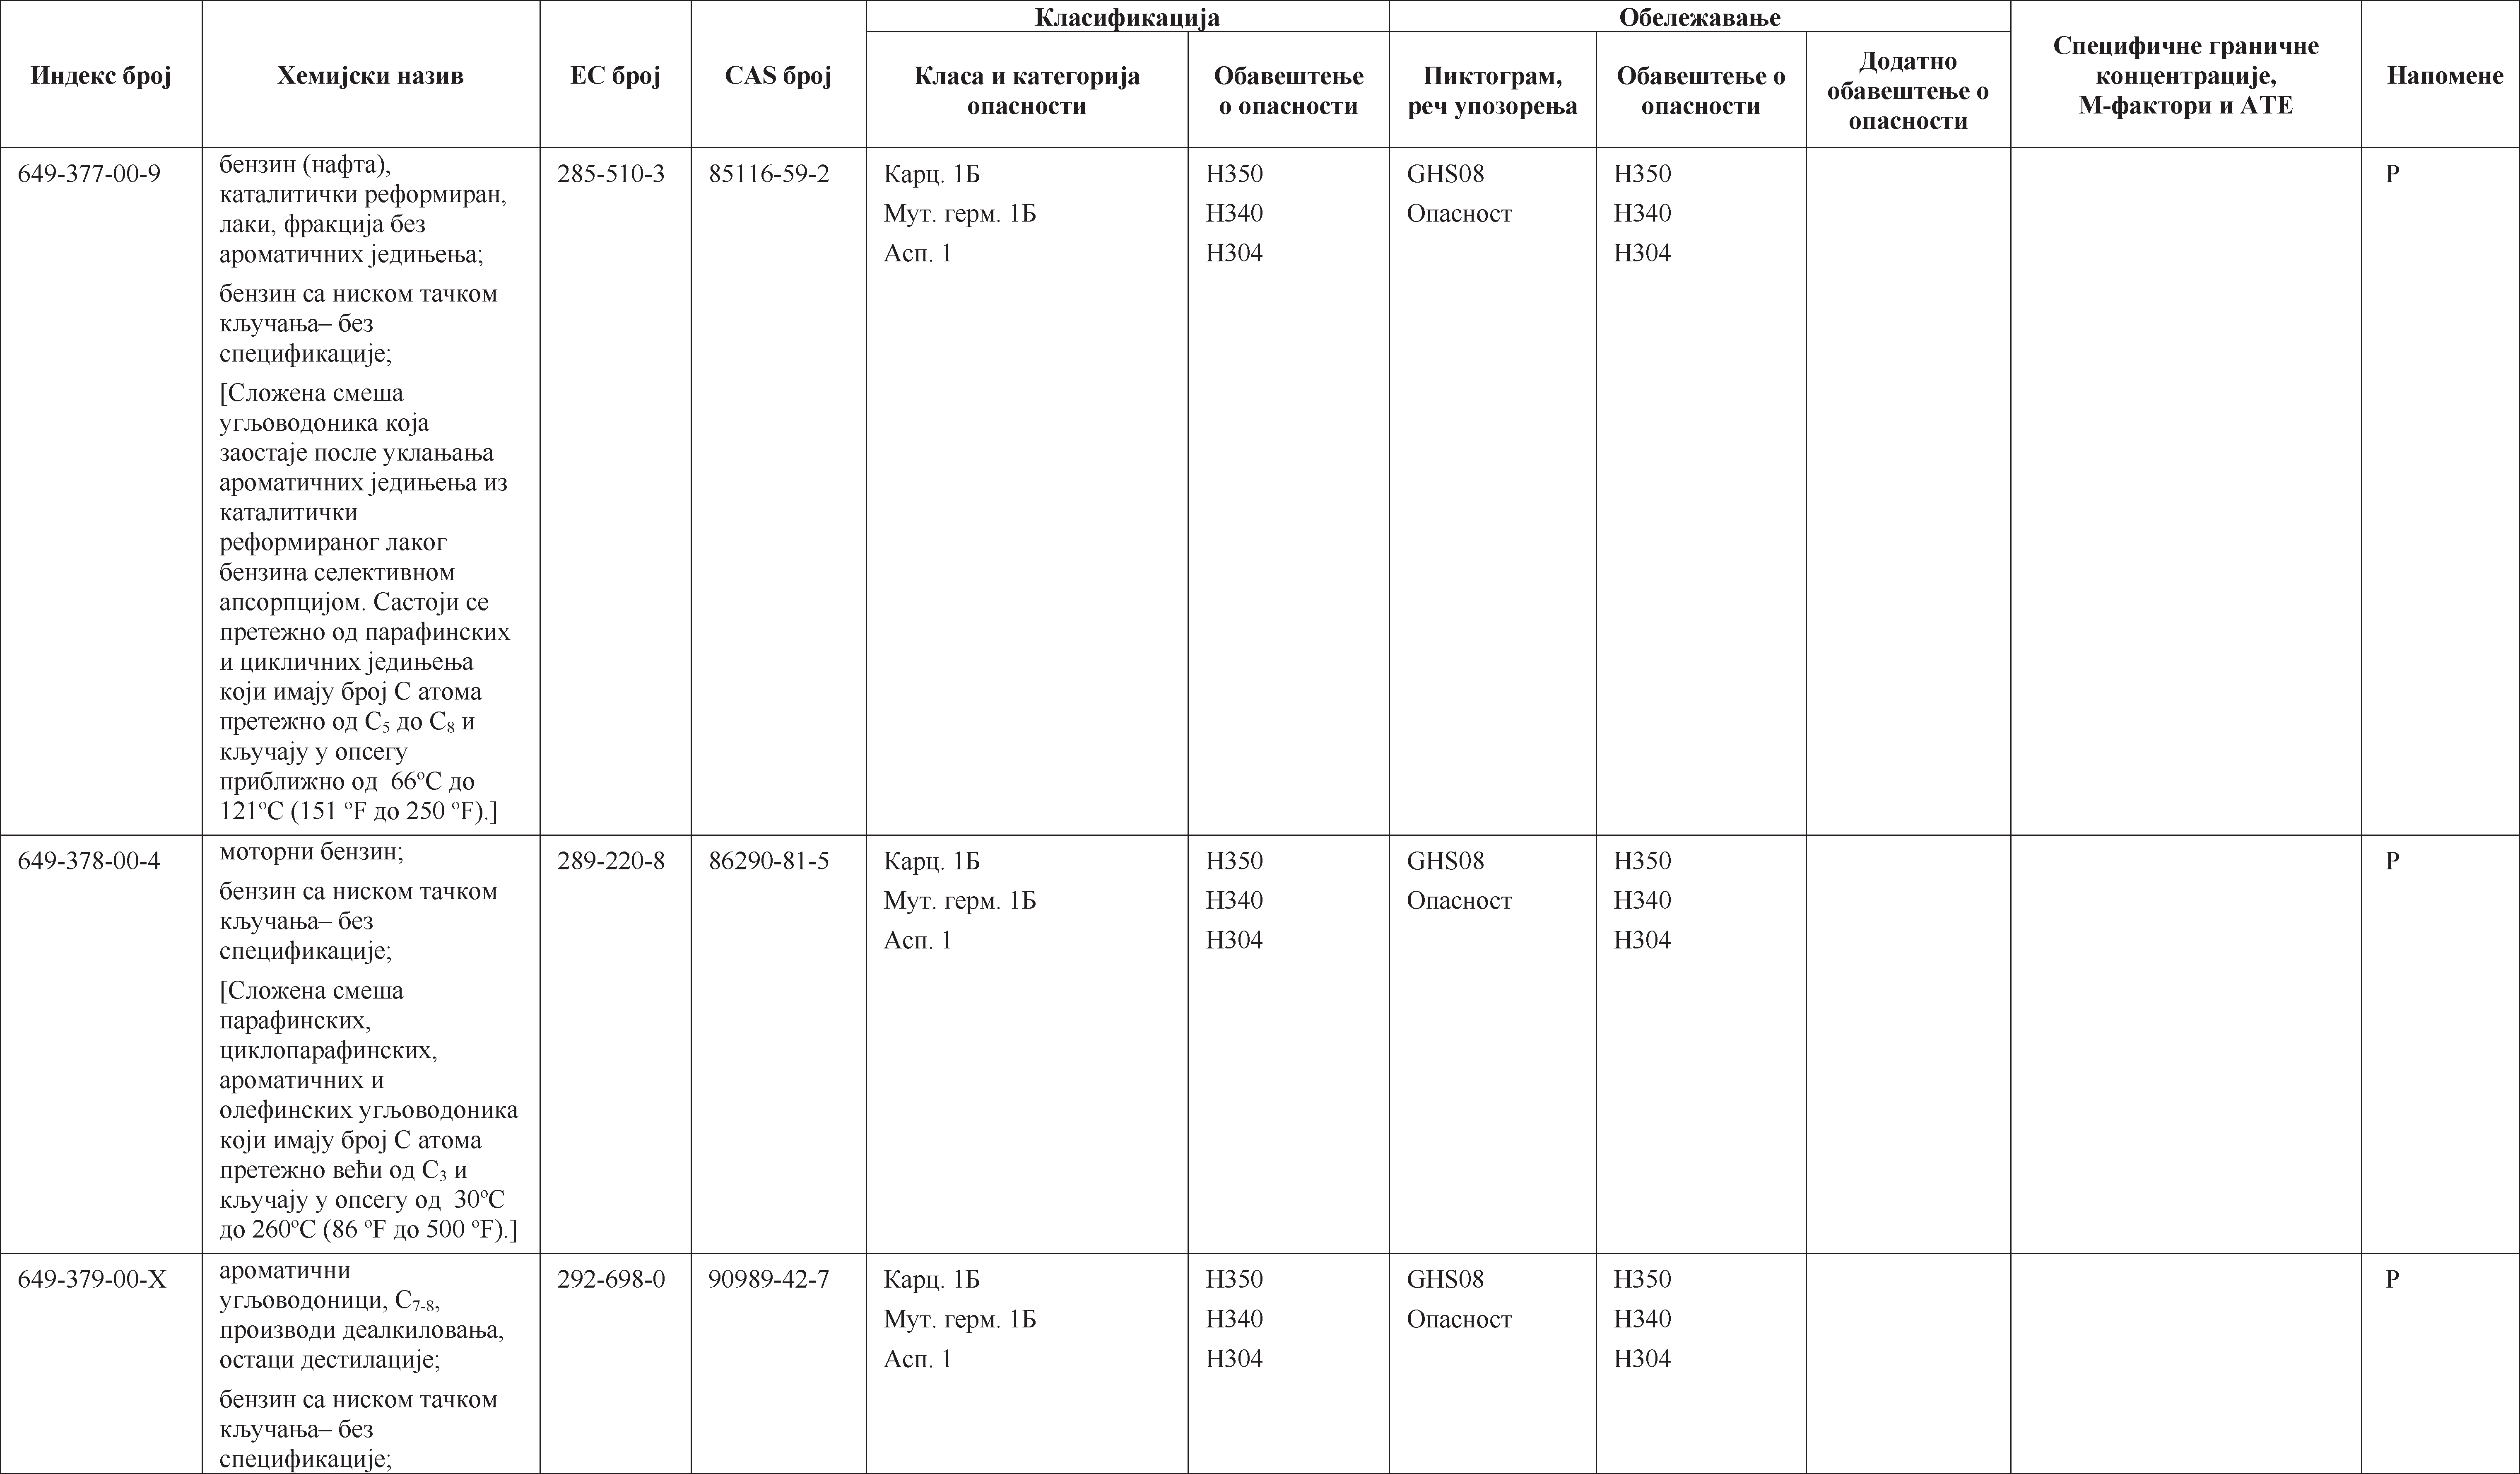 Индекс број
Хемијски назив
ЕС број
CAS број
Класификација
Класа и категорија
опасности
Обавештење
о опасности
Обележавање
Пиктограм,
реч упозорења
Обавештење о
опасности
Додатно
обавештење о
опасности
Специфичне граничне
концентрације,
М-фактори и АТЕ
Напомене
649-377-00-9
бензин (нафта),
каталитички реформиран,
лаки, фракција без
ароматичних једињења;
бензин са ниском тачком
кључања– без
спецификације;
[Сложена смеша
угљоводоника која
заостаје после уклањања
ароматичних једињења из
каталитички
реформираног лаког
бензина селективном
апсорпцијом. Састоји се
претежно од парафинских
и цикличних једињења
који имају број С атома
претежно од C5 до C8 и
кључају у опсегу
приближно од 66ºC до
121ºC (151 ºF до 250 ºF).]
285-510-3
85116-59-2
Карц. 1Б
Мут. герм. 1Б
Асп. 1
H350
H340
H304
GHS08
Опасност
H350
H340
H304
P
649-378-00-4
моторни бензин;
бензин са ниском тачком
кључања– без
спецификације;
[Сложена смеша
парафинских,
циклопарафинских,
ароматичних и
олефинских угљоводоника
који имају број С атома
претежно већи од C3 и
кључају у опсегу од 30ºC
до 260ºC (86 ºF до 500 ºF).]
289-220-8
86290-81-5
Карц. 1Б
Мут. герм. 1Б
Асп. 1
H350
H340
H304
GHS08
Опасност
H350
H340
H304
P
649-379-00-X
ароматични
угљоводоници, C7-8,
производи деалкиловања,
остаци дестилације;
бензин са ниском тачком
кључања– без
спецификације;
292-698-0
90989-42-7
Карц. 1Б
Мут. герм. 1Б
Асп. 1
H350
H340
H304
GHS08
Опасност
H350
H340
H304
P